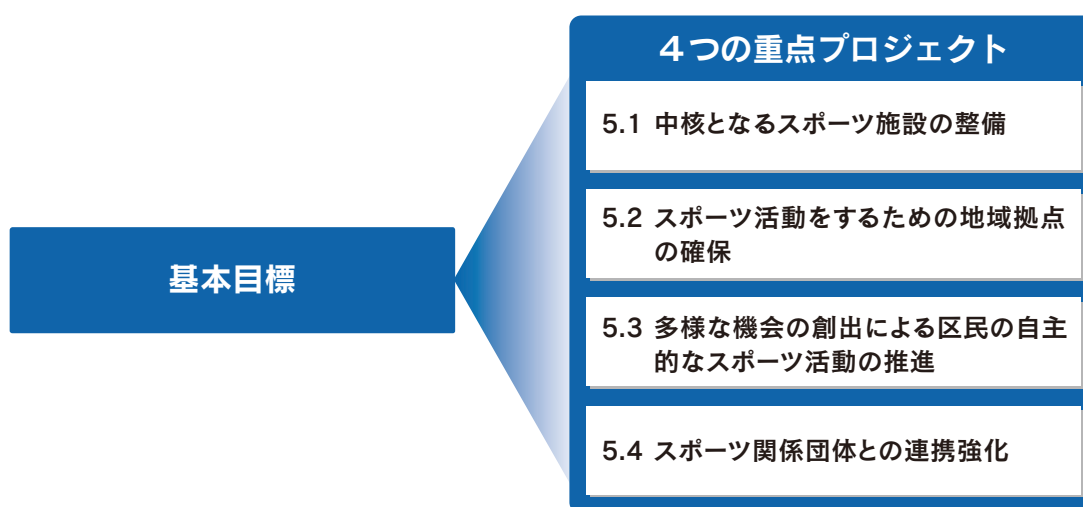 4つの重点プロジェクト
5.1 中核となるスポーツ施設の整備
5.2 スポーツ活動をするための地域拠点
の確保
基本目標
5.3 多様な機会の創出による区民の自主
的なスポーツ活動の推進
5.4 スポーツ関係団体との連携強化